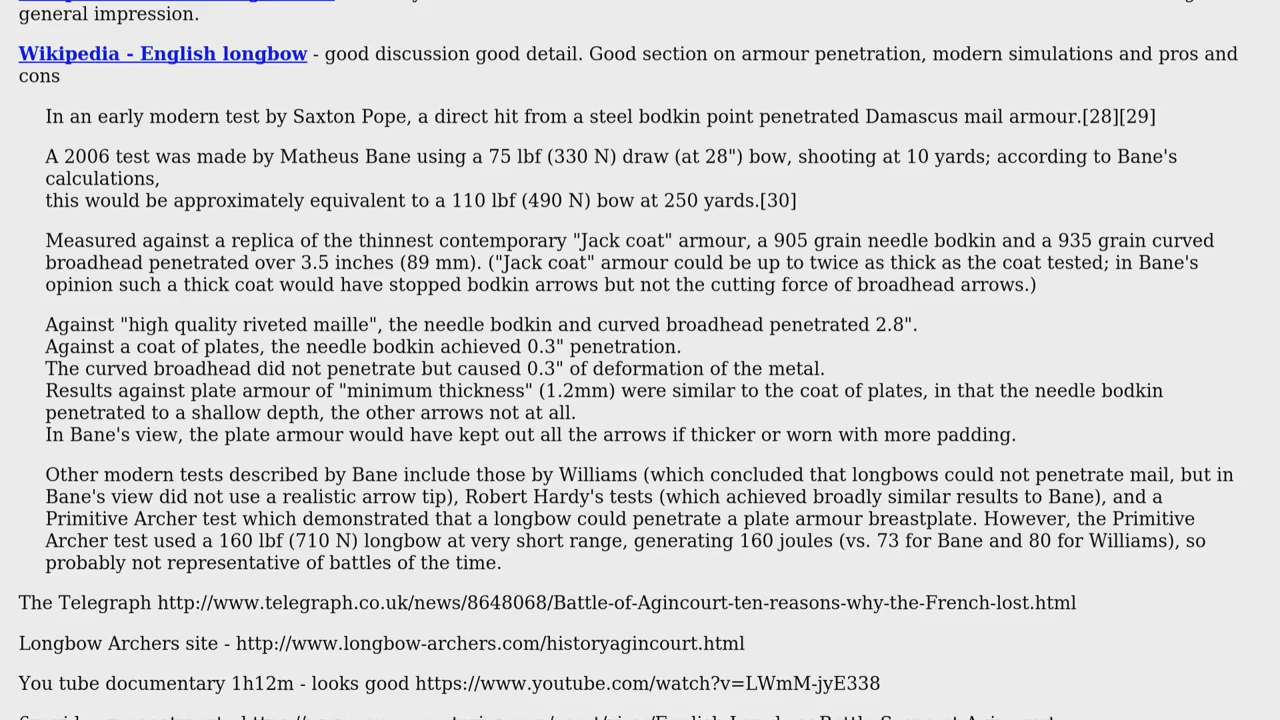 general impression.
Wikipedia - English longbow - good discussion good detail. Good section on armour penetration, modern simulations and pros and
cons
In an early modern test by Saxton Pope, a direct hit from a steel bodkin point penetrated Damascus mail armour.[28][29]
A 2006 test was made by Matheus Bane using a 75 lbf (330 N) draw (at 28") bow, shooting at 10 yards; according to Bane's
calculations,
this would be approximately equivalent to a 110 lbf (490 N) bow at 250 yards.[30]
Measured against a replica of the thinnest contemporary "Jack coat" armour, a 905 grain needle bodkin and a 935 grain curved
broadhead penetrated over 3.5 inches (89 mm). ("Jack coat" armour could be up to twice as thick as the coat tested; in Bane's
opinion such a thick coat would have stopped bodkin arrows but not the cutting force of broadhead arrows.)
Against "high quality riveted maille", the needle bodkin and curved broadhead penetrated 2.8".
Against a coat of plates, the needle bodkin achieved 0.3" penetration.
The curved broadhead did not penetrate but caused 0.3" of deformation of the metal.
Results against plate armour of "minimum thickness" (1.2mm) were similar to the coat of plates, in that the needle bodkin
penetrated to a shallow depth, the other arrows not at all.
In Bane's view, the plate armour would have kept out all the arrows if thicker or worn with more padding.
Other modern tests described by Bane include those by Williams (which concluded that longbows could not penetrate mail, but in
Bane's view did not use a realistic arrow tip), Robert Hardy's tests (which achieved broadly similar results to Bane), and a
Primitive Archer test which demonstrated that a longbow could penetrate a plate armour breastplate. However, the Primitive
Archer test used a 160 lbf (710 N) longbow at very short range, generating 160 joules (vs. 73 for Bane and 80 for Williams), so
probably not representative of battles of the time.
The Telegraph http://www.telegraph.co.uk/news/8648068/Battle-of-Agincourt-ten-reasons-why-the-French-lost.html
Longbow Archers site - http://www.longbow-archers.com/historyagincourt.html
You tube documentary 1h12m - looks good https://www.youtube.com/watch?v=LWmM-jyE338